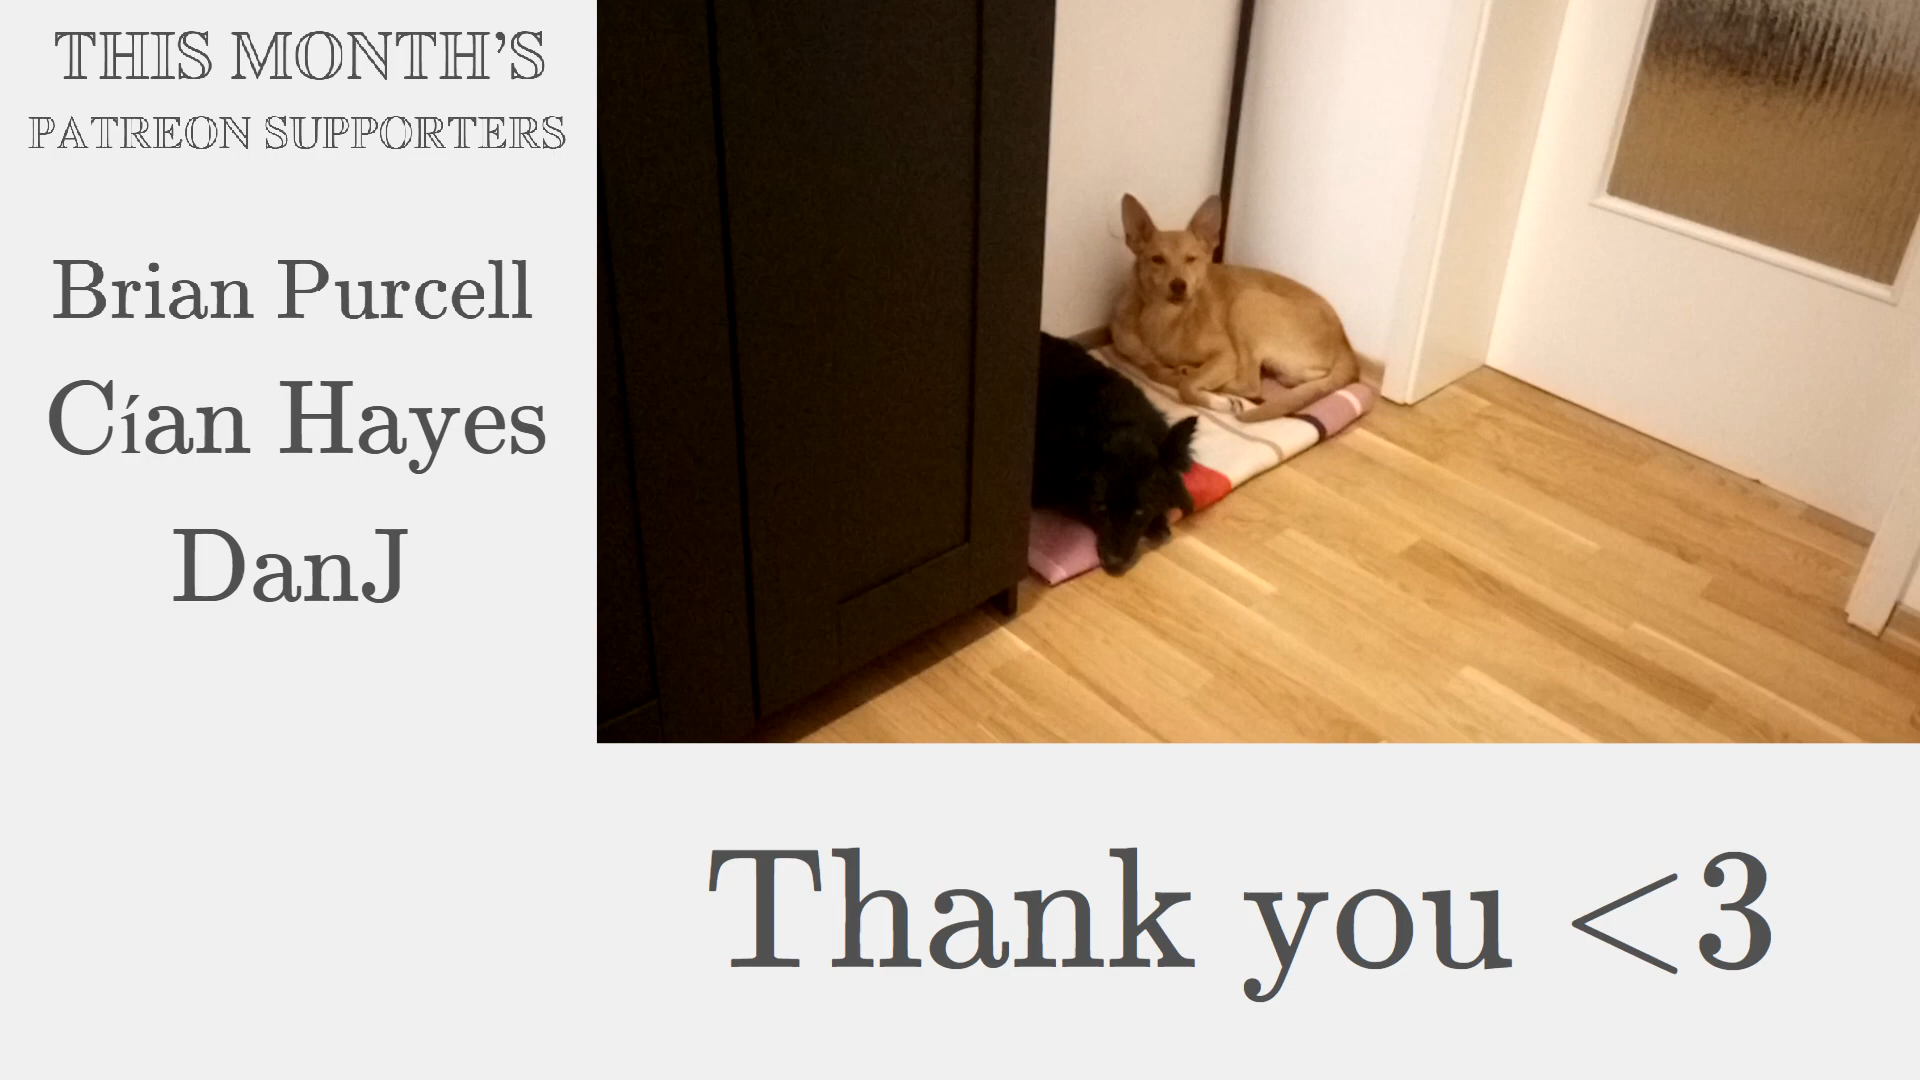 THIS MONTH’S
PATREON SUPPORTERS
Brian Purcell
Cían Hayes
DanJ
Thank you <3